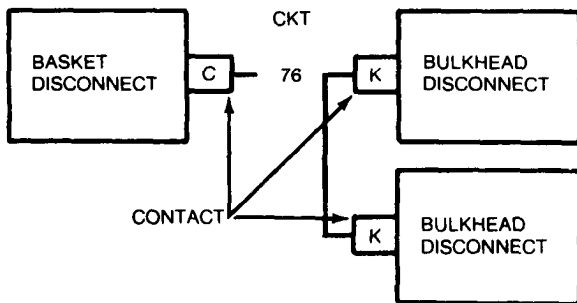 CKT
BASKET
DISCONNECT
C
76
K
BULKHEAD
DISCONNECT
CONTACT
K
BULKHEAD
DISCONNECT